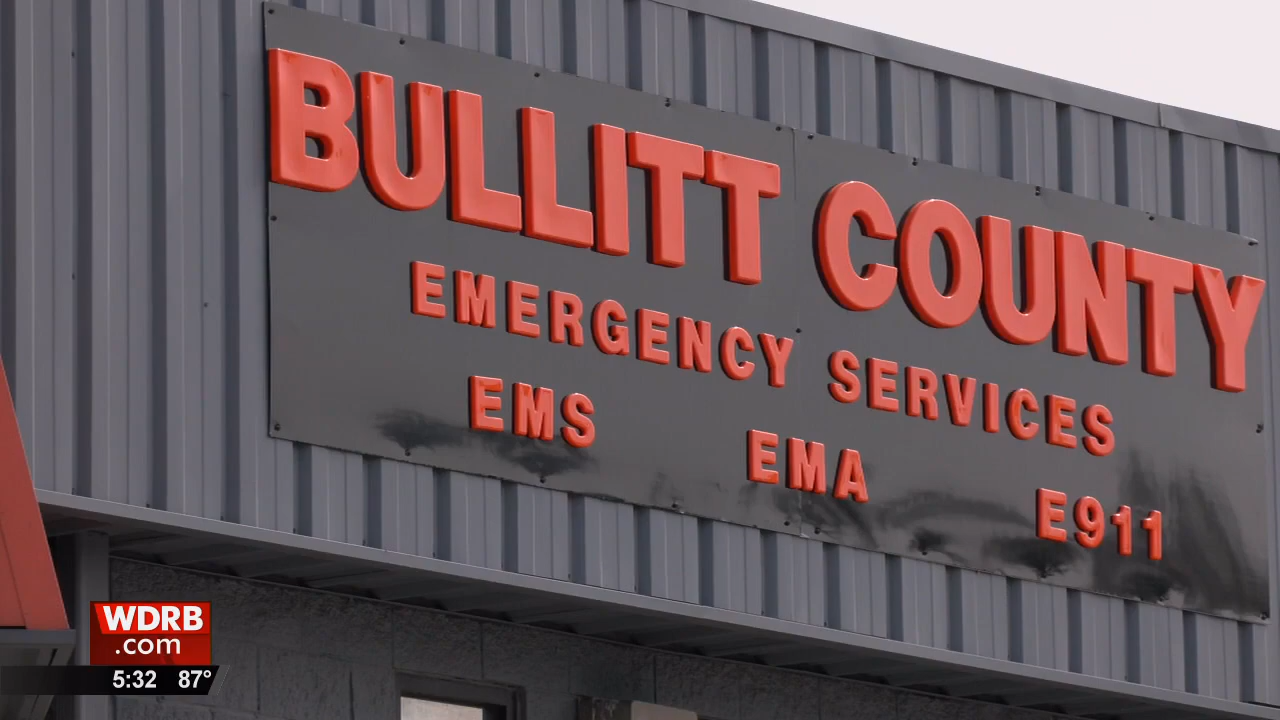 BULLITT COUNTY
EMERGENCY SERVICES
EMS EMA E911
WDRB
.com
5:32 87°